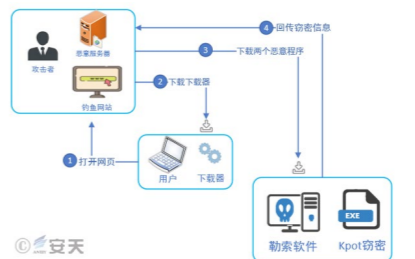 4 回传窃密信息
恶意服务器
3 下载两个恶意程序
攻击者
2 下载下载器
钓鱼网站
1 打开网页
用户
下载器
EXE
勒索软件
Kpot窃密
©安天